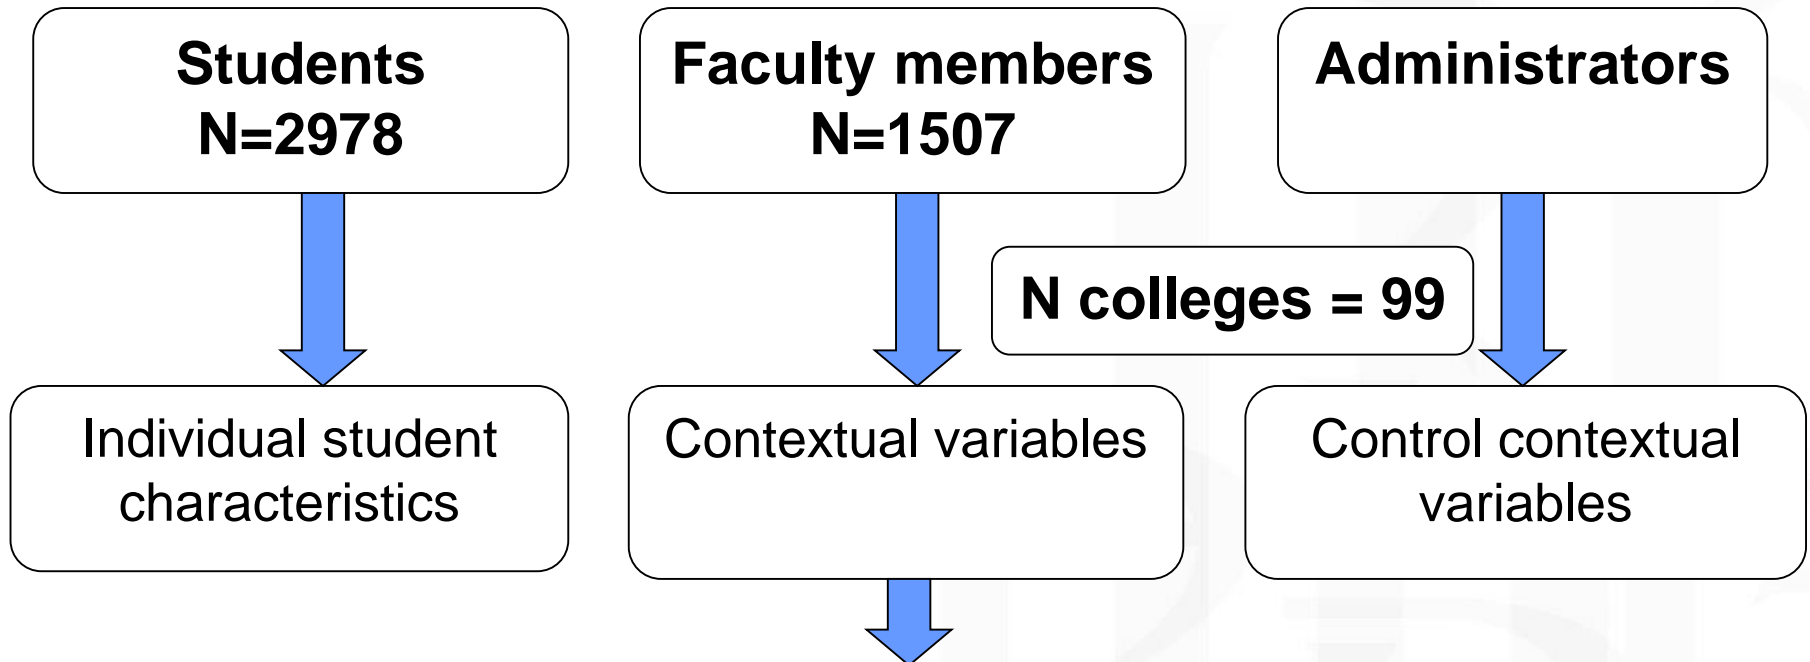 Students
N=2978
Faculty members
N=1507
Administrators
N colleges = 99
Individual student
characteristics
Contextual variables
Control contextual
variables